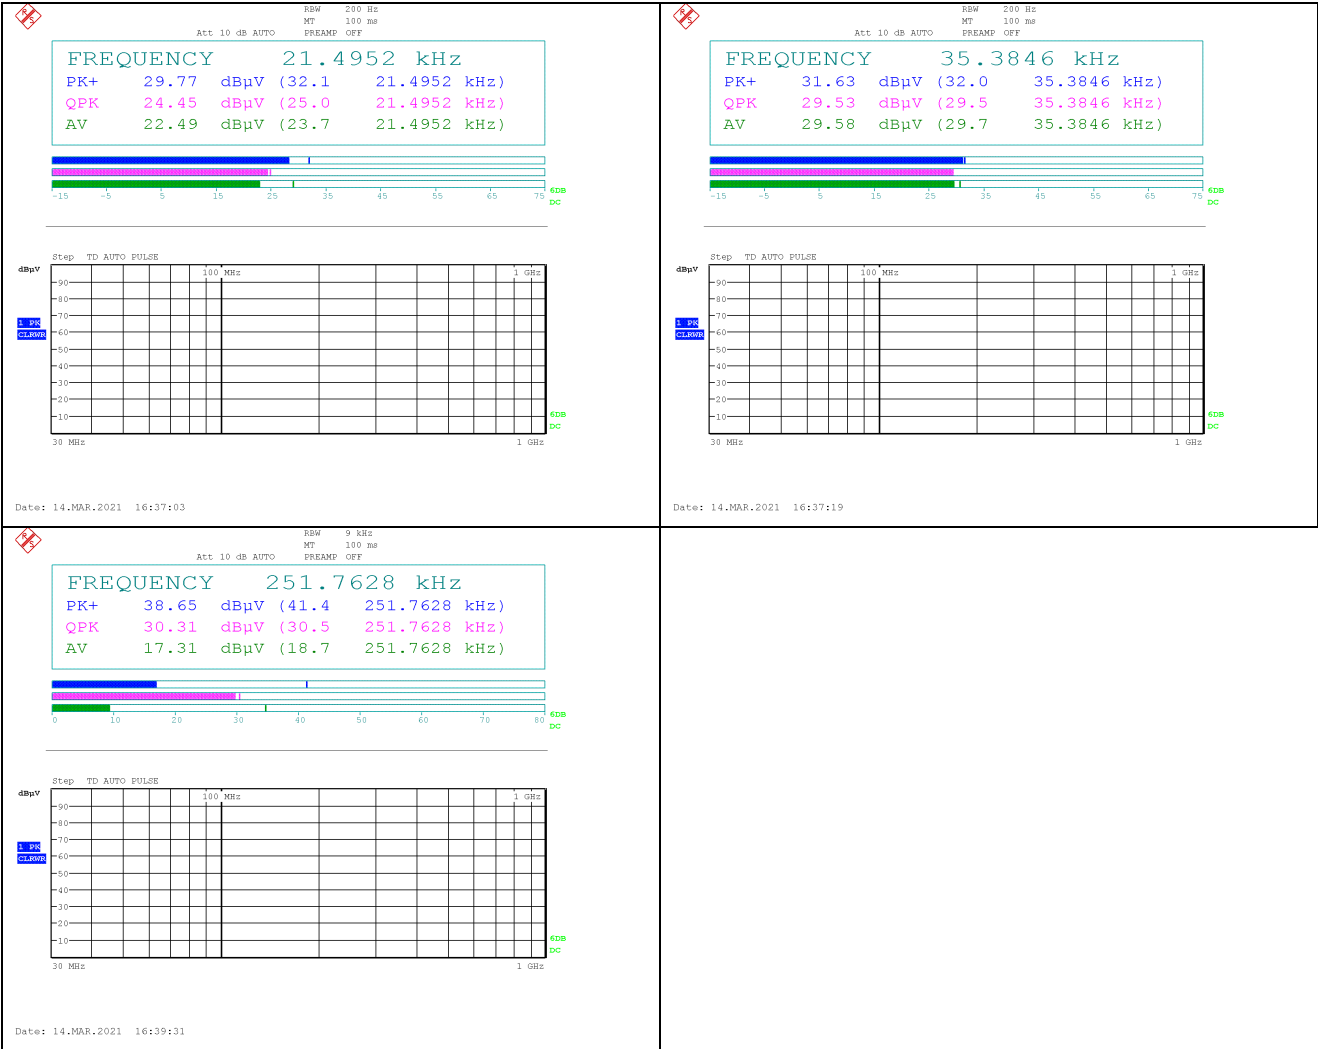 RBW 200 Hz
MT 100 ms
Att 10 dB AUTO PREAMP OFF
FREQUENCY 21.4952 kHz
PK+ 29.77 dBµV (32.1 21.4952 kHz)
QPK 24.45 dBµV (25.0 21.4952 kHz)
AV 22.49 dBµV (23.7 21.4952 kHz)
-15 -5 5 15 25 35 45 55 65 75
6DB
DC
Step TD AUTO PULSE
dBµV
100 MHz 1 GHz
90
80
70
1 PK
CLRWR
60
50
40
30
20
10
6DB
DC
30 MHz 1 GHz
Date: 14.MAR.2021 16:37:03
RBW 200 Hz
MT 100 ms
Att 10 dB AUTO PREAMP OFF
FREQUENCY 35.3846 kHz
PK+ 31.63 dBµV (32.0 35.3846 kHz)
QPK 29.53 dBµV (29.5 35.3846 kHz)
AV 29.58 dBµV (29.7 35.3846 kHz)
-15 -5 5 15 25 35 45 55 65 75
6DB
DC
Step TD AUTO PULSE
dBµV
100 MHz 1 GHz
90
80
70
1 PK
CLRWR
60
50
40
30
20
10
6DB
DC
30 MHz 1 GHz
Date: 14.MAR.2021 16:37:19
RBW 9 kHz
MT 100 ms
Att 10 dB AUTO PREAMP OFF
FREQUENCY 251.7628 kHz
PK+ 38.65 dBµV (41.4 251.7628 kHz)
QPK 30.31 dBµV (30.5 251.7628 kHz)
AV 17.31 dBµV (18.7 251.7628 kHz)
0 10 20 30 40 50 60 70 80
6DB
DC
Step TD AUTO PULSE
dBµV
100 MHz 1 GHz
90
80
70
1 PK
CLRWR
60
50
40
30
20
10
6DB
DC
30 MHz 1 GHz
Date: 14.MAR.2021 16:39:31